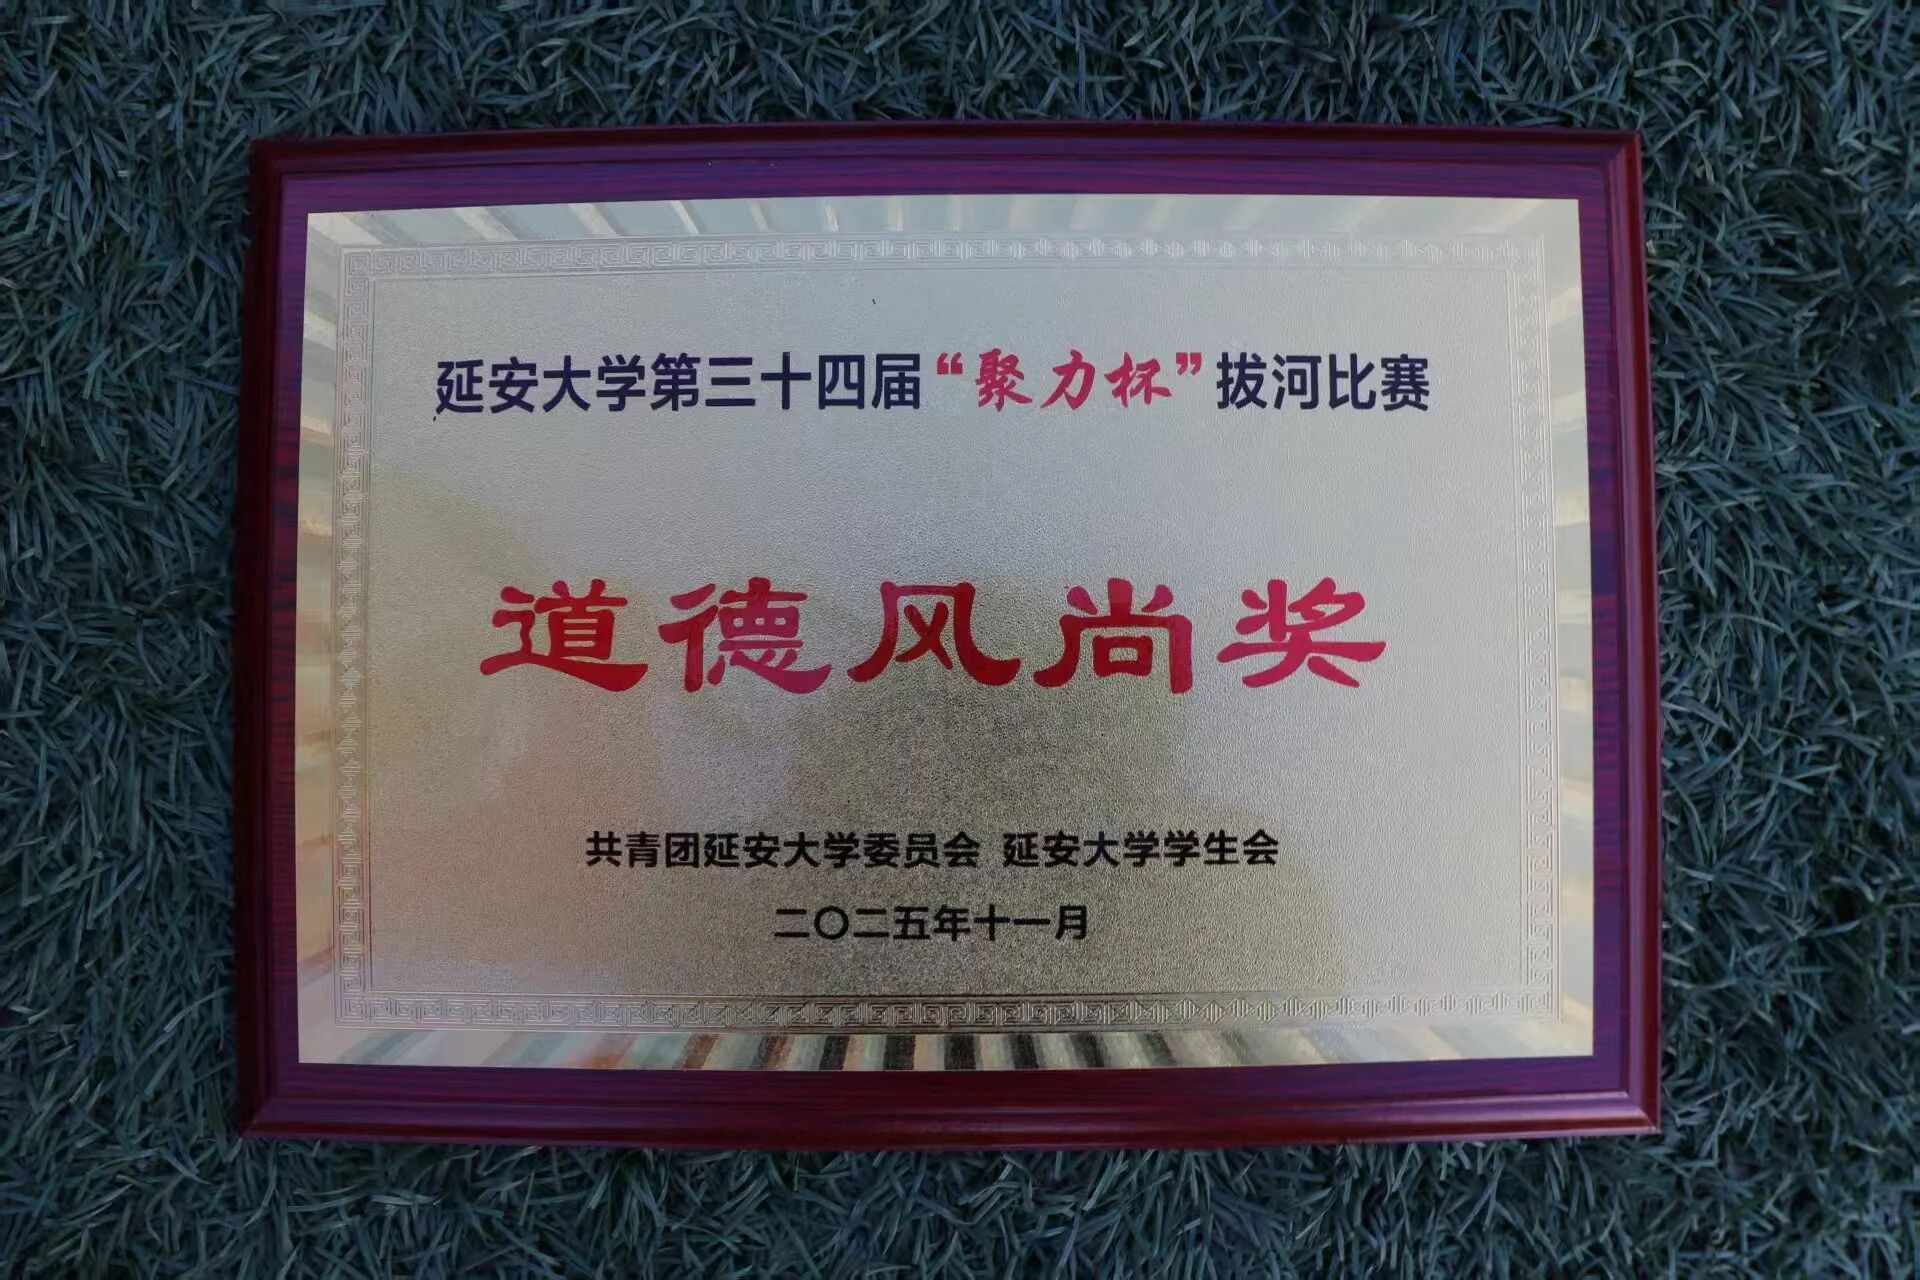 延安大学第三十四届“聚力杯”拔河比赛
道德风尚奖
共青团延安大学委员会 延安大学学生会
二〇二五年十一月